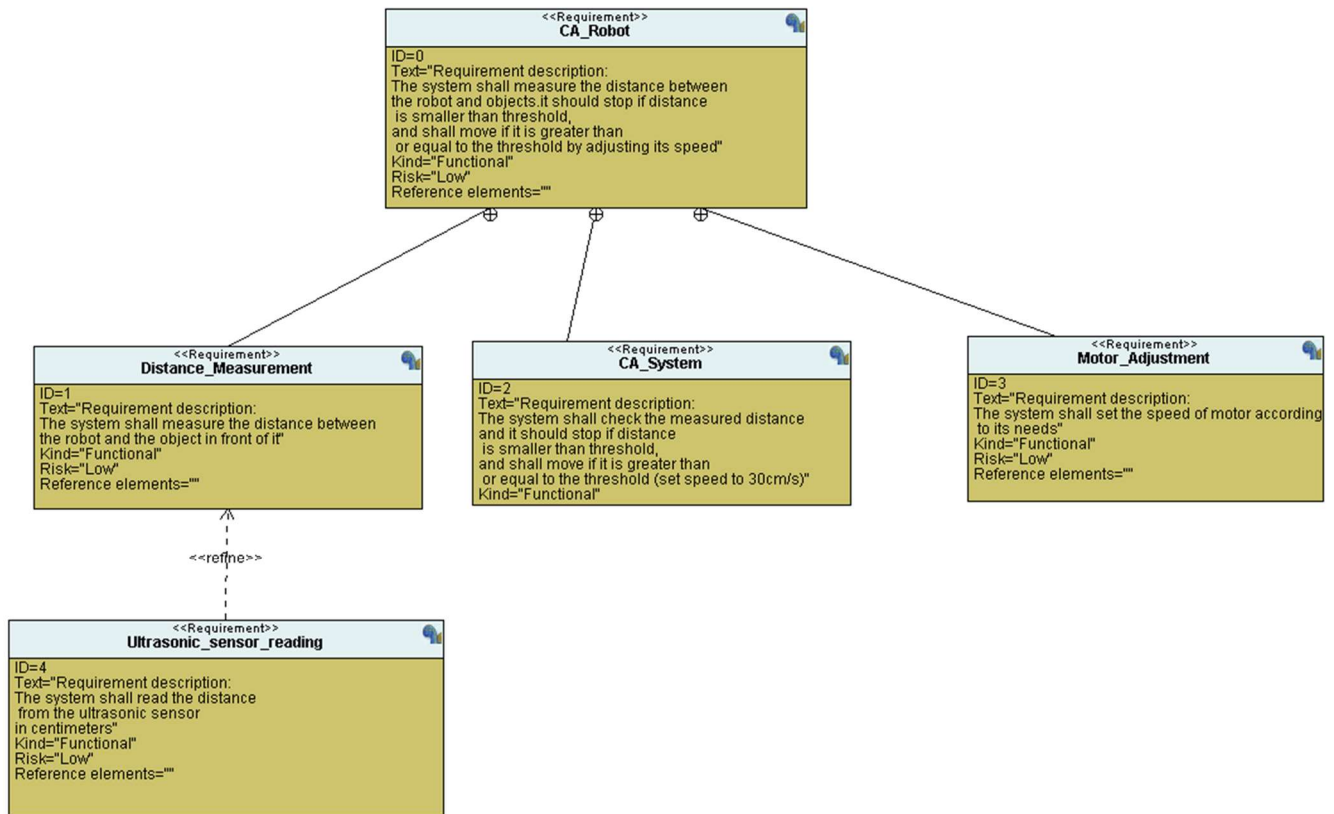 <<Requirement>>
CA_Robot
ID=0
Text="Requirement description:
The system shall measure the distance between
the robot and objects.it should stop if distance
is smaller than threshold,
and shall move if it is greater than
or equal to the threshold by adjusting its speed"
Kind="Functional"
Risk="Low"
Reference elements=""
<<Requirement>>
Distance_Measurement
ID=1
Text="Requirement description:
The system shall measure the distance between
the robot and the object in front of it"
Kind="Functional"
Risk="Low"
Reference elements=""
<<Requirement>>
CA_System
ID=2
Text="Requirement description:
The system shall check the measured distance
and it should stop if distance
is smaller than threshold,
and shall move if it is greater than
or equal to the threshold (set speed to 30cm/s)"
Kind="Functional"
<<Requirement>>
Motor_Adjustment
ID=3
Text="Requirement description:
The system shall set the speed of motor according
to its needs"
Kind="Functional"
Risk="Low"
Reference elements=""
<<refine>>
<<Requirement>>
Ultrasonic_sensor_reading
ID=4
Text="Requirement description:
The system shall read the distance
from the ultrasonic sensor
in centimeters"
Kind="Functional"
Risk="Low"
Reference elements=""